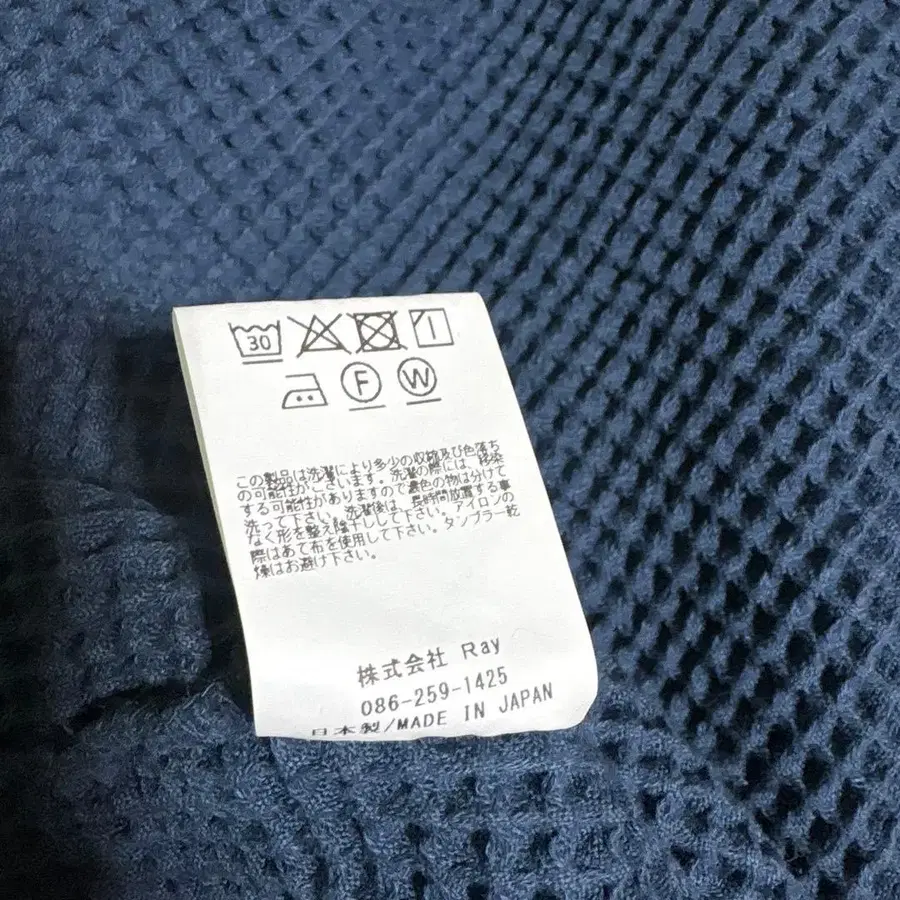 30
F W
この製品は洗濯により多少の収縮及び色落ち
の可能性がございます。洗濯の際には、移染
する可能性がありますので濃色の物は分けて
洗って下さい。洗濯後は、長時間放置する事
なく形を整え陰干しして下さい。アイロンの
際はあて布を使用して下さい。タンブラー乾
燥はお避け下さい。
株式会社 Ray
086-259-1425
日本製/MADE IN JAPAN